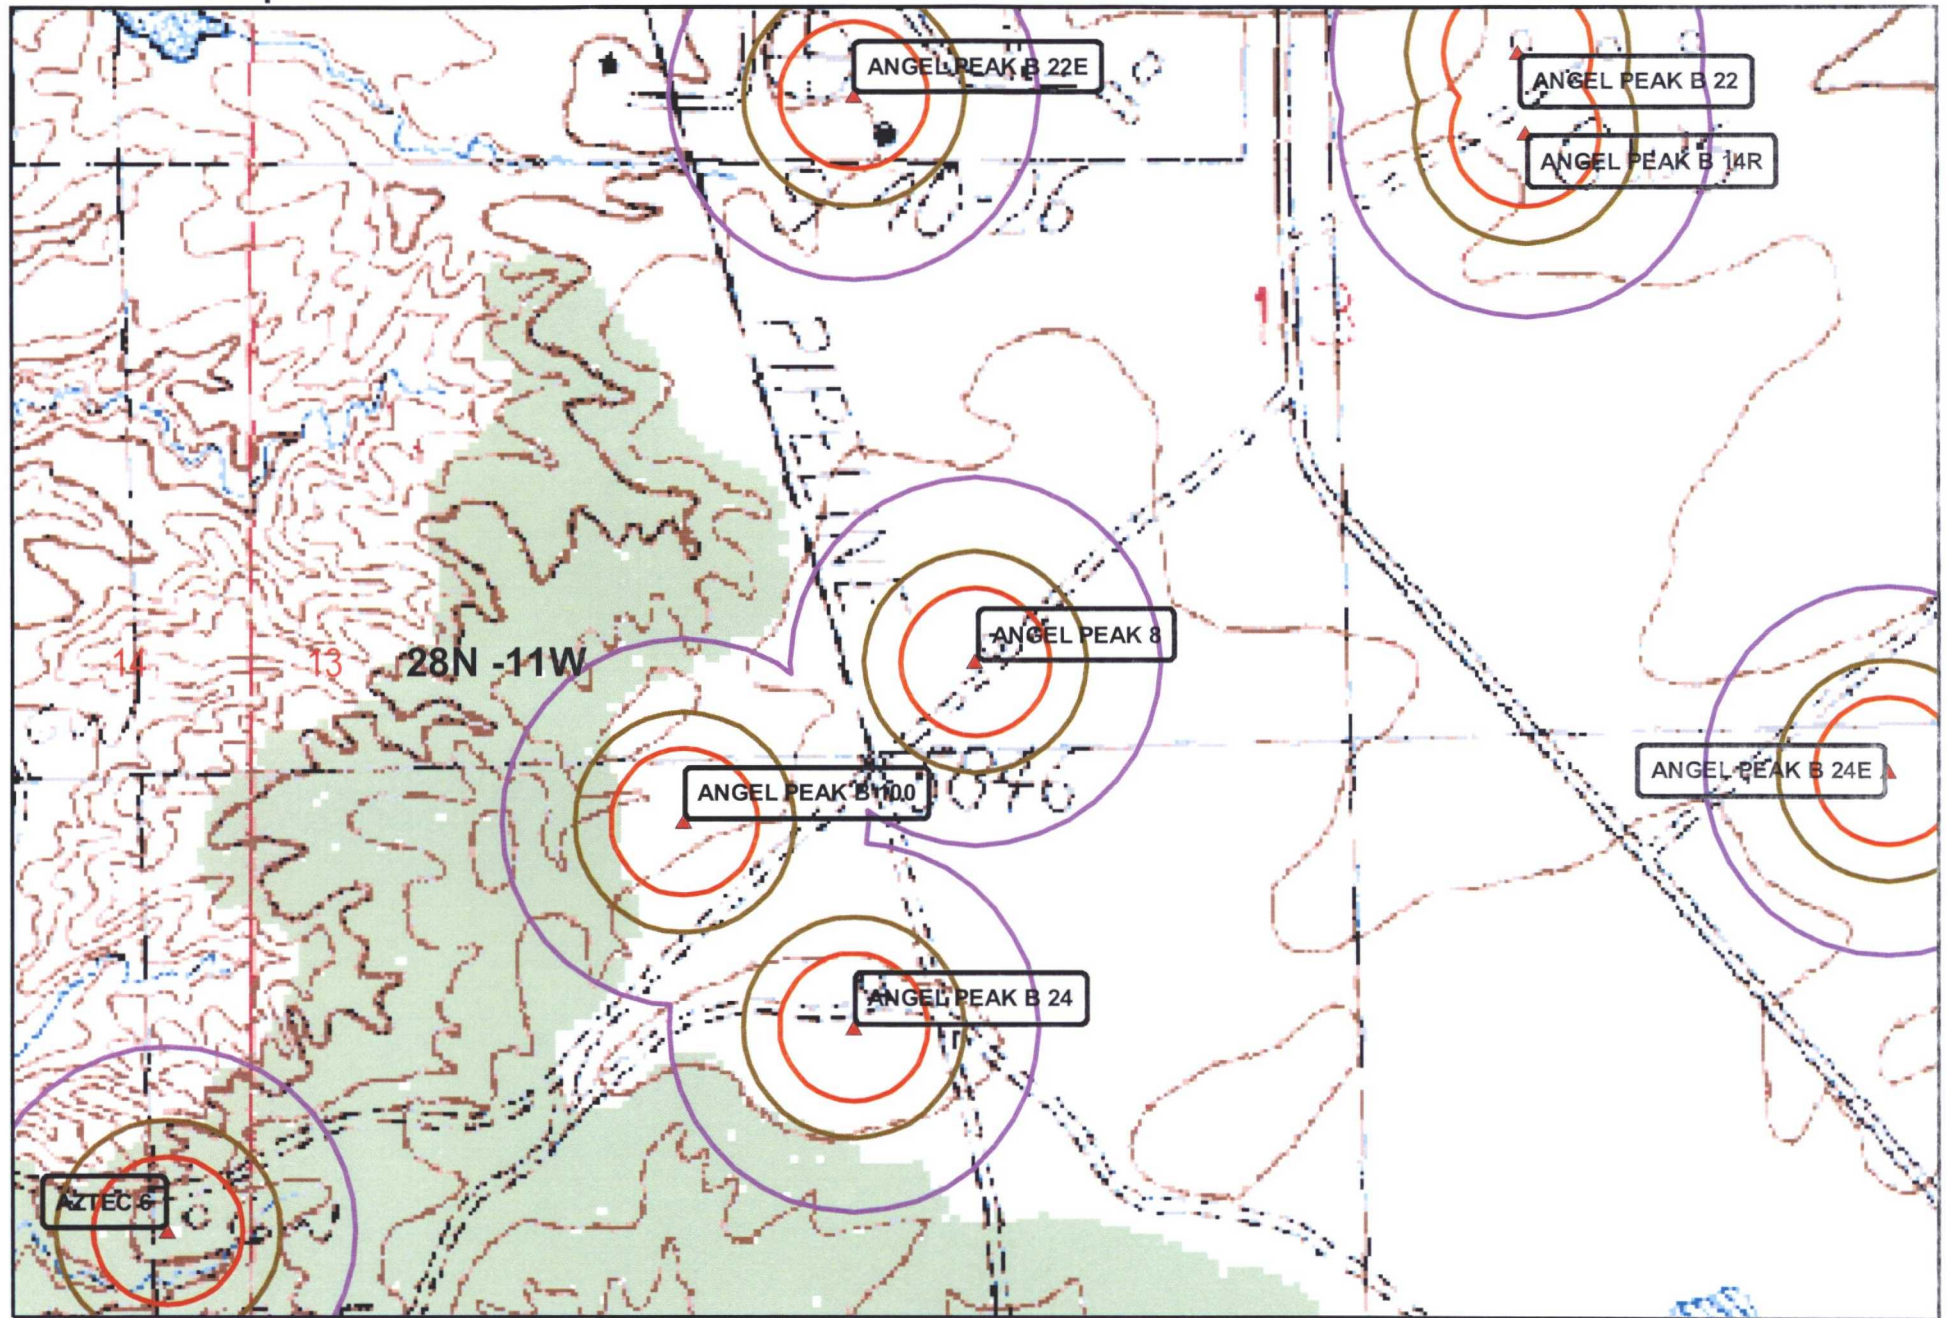 ANGEL PEAK B 22E
ANGEL PEAK B 22
ANGEL PEAK B 14R
PIPELINE
ANGEL PEAK 8
14
13
28N -11W
ANGEL PEAK B 24E
ANGEL PEAK B 100
ANGEL PEAK B 24
AZTEC 6